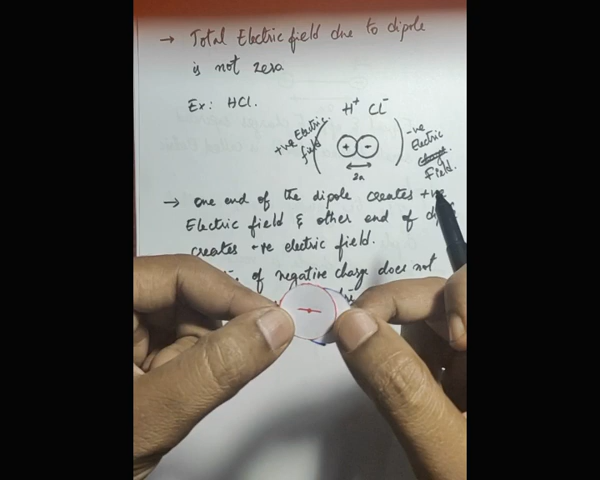 → Total Electric field due to dipole
is not zero
Ex: HCl.
H+ Cl-
+ve Electric field
-ve Electric Field.
+ -
2a
→ one end of the dipole creates +ve
Electric field & other end of
creates -ve electric field.
of negative charge does not